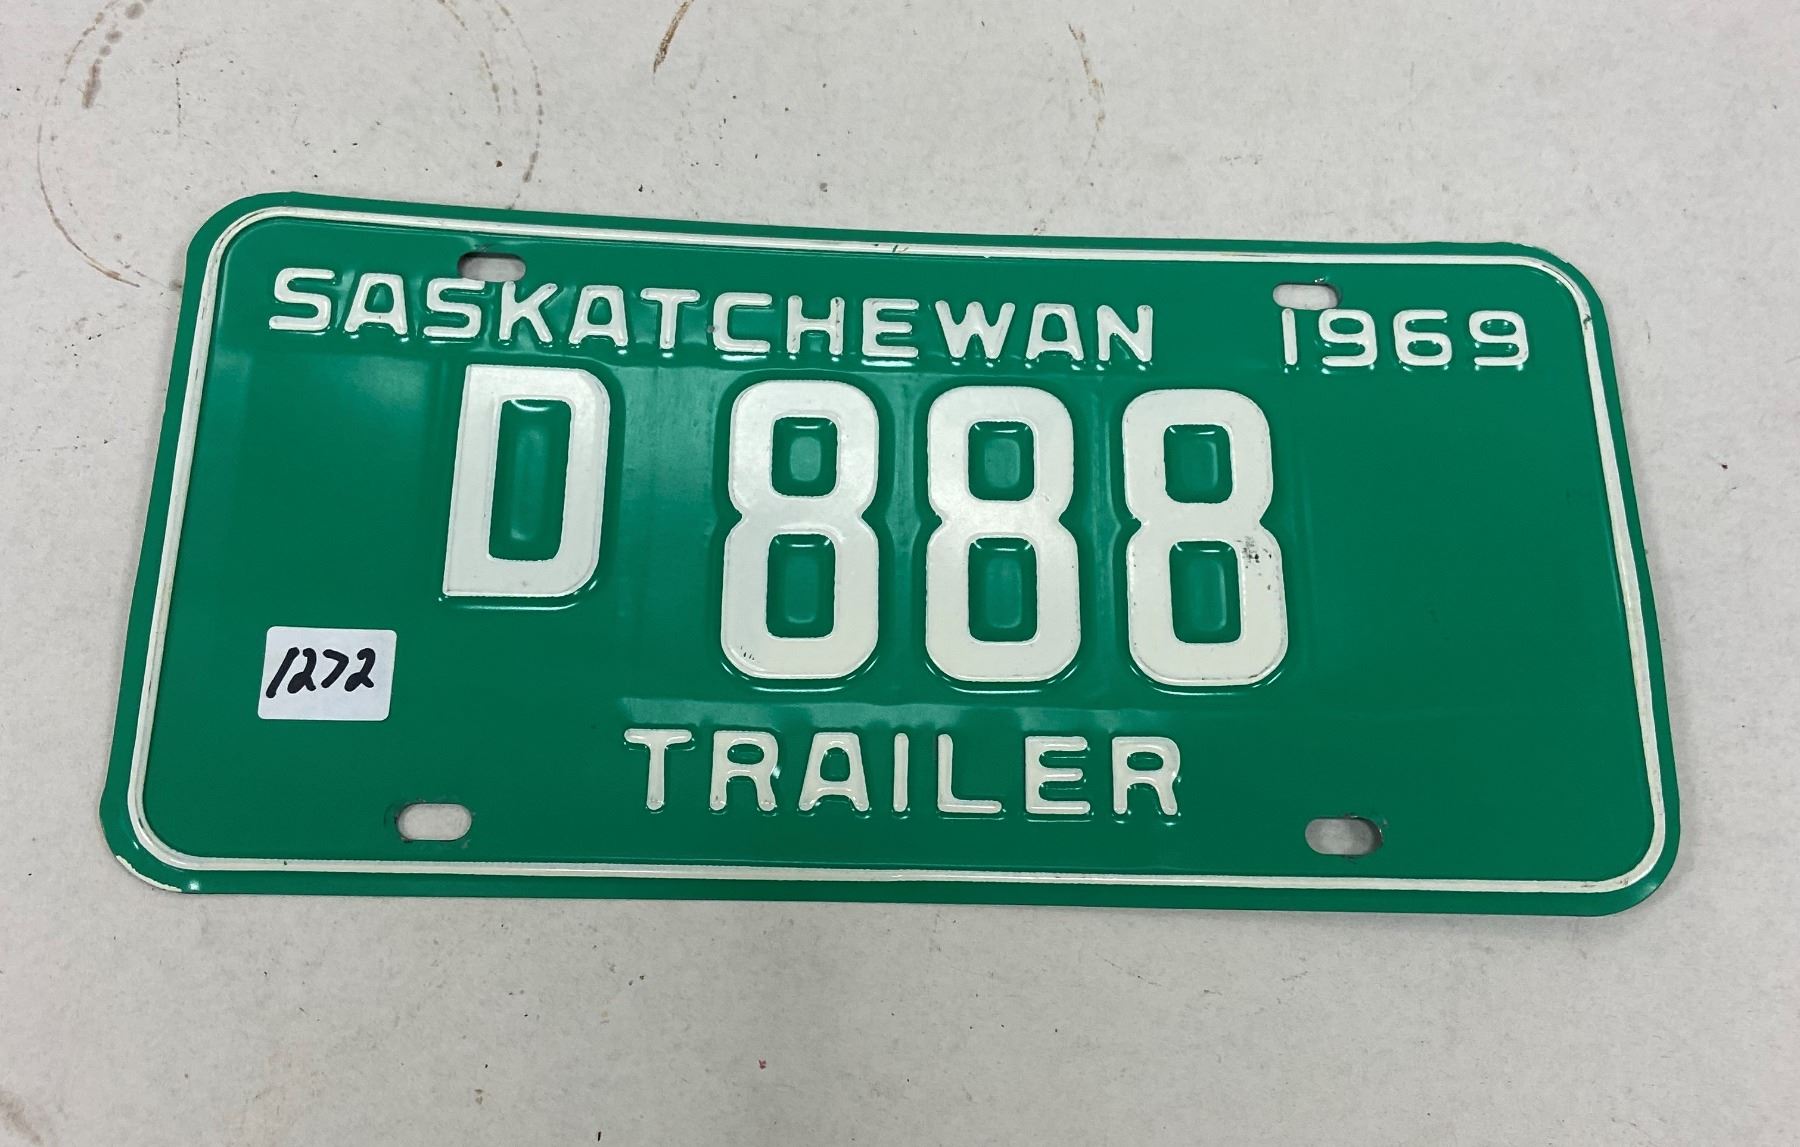 SASKATCHEWAN 1969
D 888
1272
TRAILER